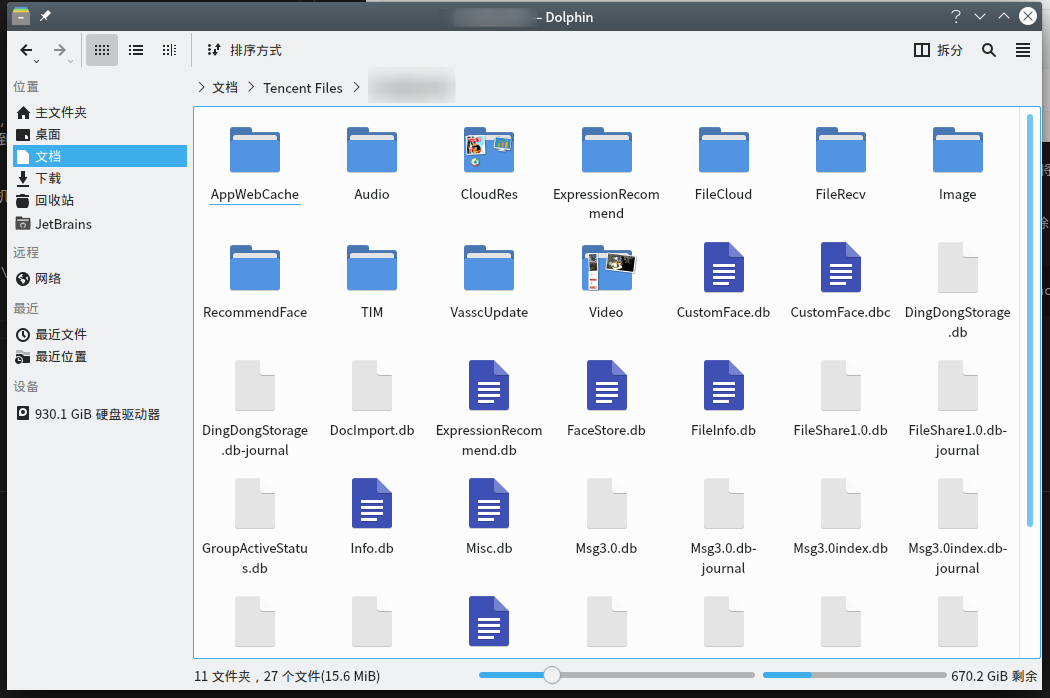 – Dolphin
排序方式
拆分
文档
Tencent Files
位置
主文件夹
桌面
文档
下载
回收站
JetBrains
远程
网络
最近
最近文件
最近位置
设备
930.1 GiB 硬盘驱动器
AppWebCache
Audio
CloudRes
ExpressionRecom
mend
FileCloud
FileRecv
Image
RecommendFace
TIM
VasscUpdate
Video
CustomFace.db
CustomFace.dbc
DingDongStorage
.db
DingDongStorage
.db-journal
DocImport.db
ExpressionRecom
mend.db
FaceStore.db
FileInfo.db
FileShare1.0.db
FileShare1.0.db-
journal
GroupActiveStatu
s.db
Info.db
Misc.db
Msg3.0.db
Msg3.0.db-
journal
Msg3.0index.db
Msg3.0index.db-
journal
11 文件夹，27 个文件(15.6 MiB)
670.2 GiB 剩余